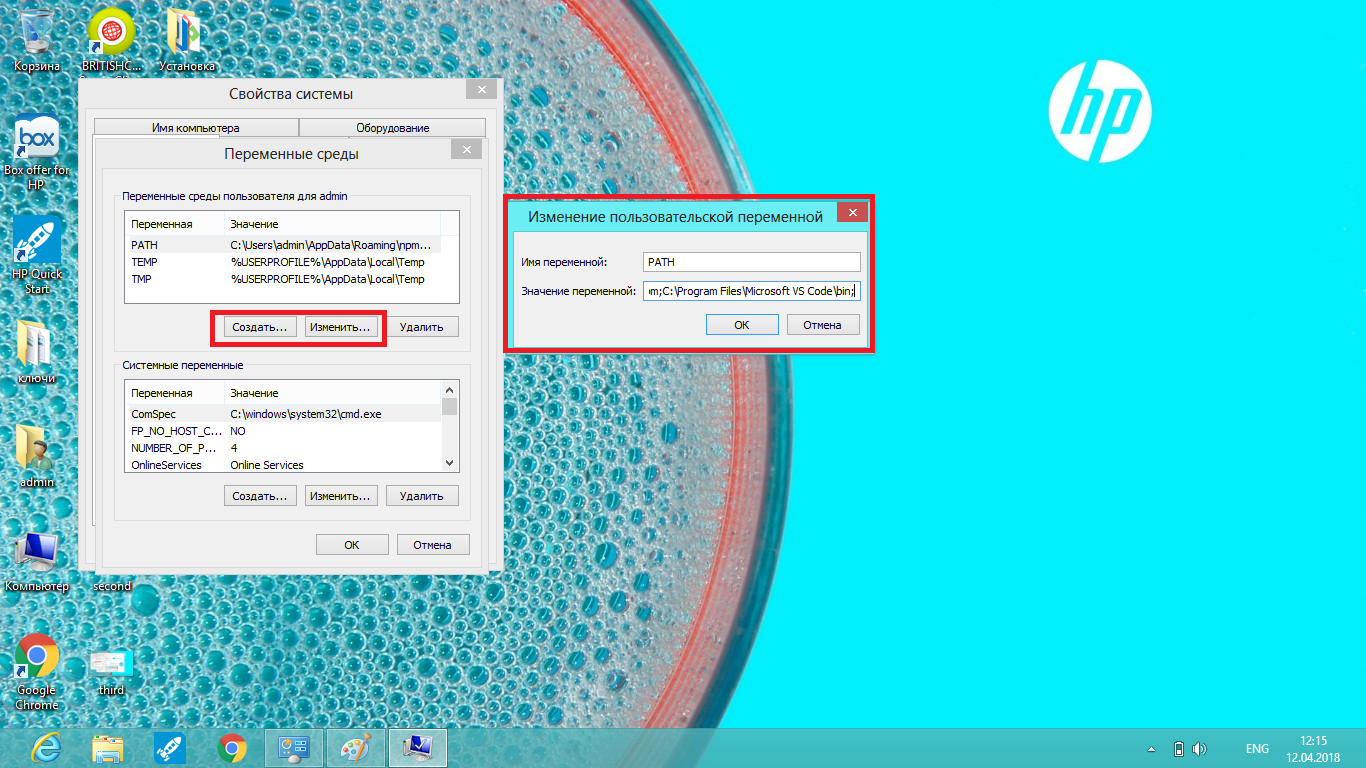 Корзина
BRITISHC...
Установка
box
Box offer for
HP
HP Quick
Start
ключи
admin
Компьютер
second
Google
Chrome
third
Свойства системы
Имя компьютера
Оборудование
Переменные среды
Переменные среды пользователя для admin
Переменная Значение
PATH C:\Users\admin\AppData\Roaming\npm...
TEMP %USERPROFILE%\AppData\Local\Temp
TMP %USERPROFILE%\AppData\Local\Temp
Создать... Изменить... Удалить
Системные переменные
Переменная Значение
ComSpec C:\windows\system32\cmd.exe
FP_NO_HOST_C... NO
NUMBER_OF_P... 4
OnlineServices Online Services
Создать... Изменить... Удалить
ОК Отмена
Изменение пользовательской переменной
Имя переменной: PATH
Значение переменной: m;C:\Program Files\Microsoft VS Code\bin;
ОК Отмена
hp
ENG
12:15
12.04.2018